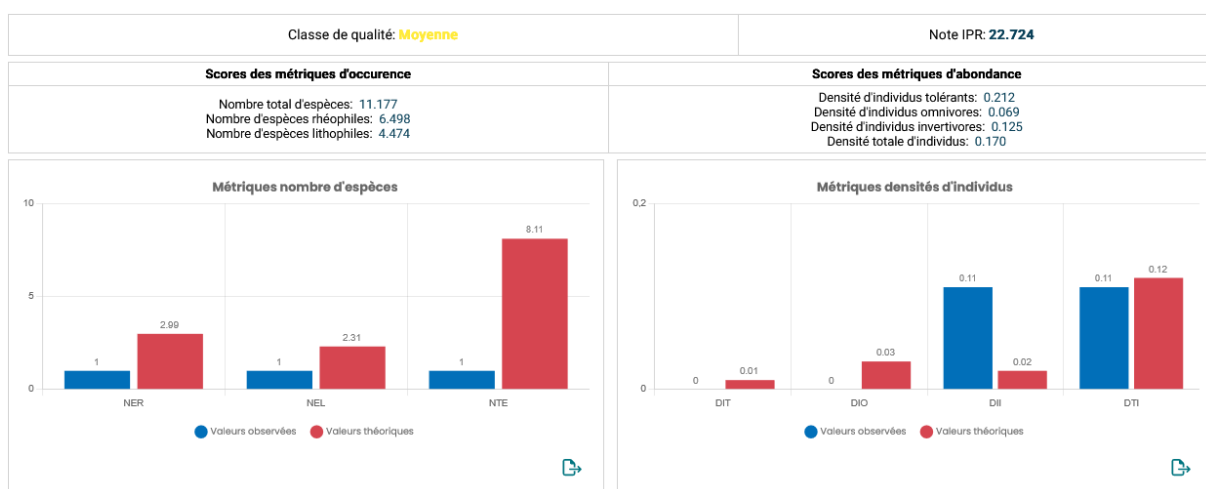 Classe de qualité: Moyenne
Note IPR: 22.724
Scores des métriques d'occurence
Nombre total d'espèces: 11.177
Nombre d'espèces rhéophiles: 6.498
Nombre d'espèces lithophiles: 4.474
Scores des métriques d'abondance
Densité d'individus tolérants: 0.212
Densité d'individus omnivores: 0.069
Densité d'individus invertivores: 0.125
Densité totale d'individus: 0.170
Métriques nombre d'espèces
10
5
0
1
2.99
1
2.31
1
8.11
NER
NEL
NTE
Valeurs observées
Valeurs théoriques
Métriques densités d'individus
0,2
0
0
0.01
0
0.03
0.11
0.02
0.11
0.12
DIT
DIO
DII
DTI
Valeurs observées
Valeurs théoriques